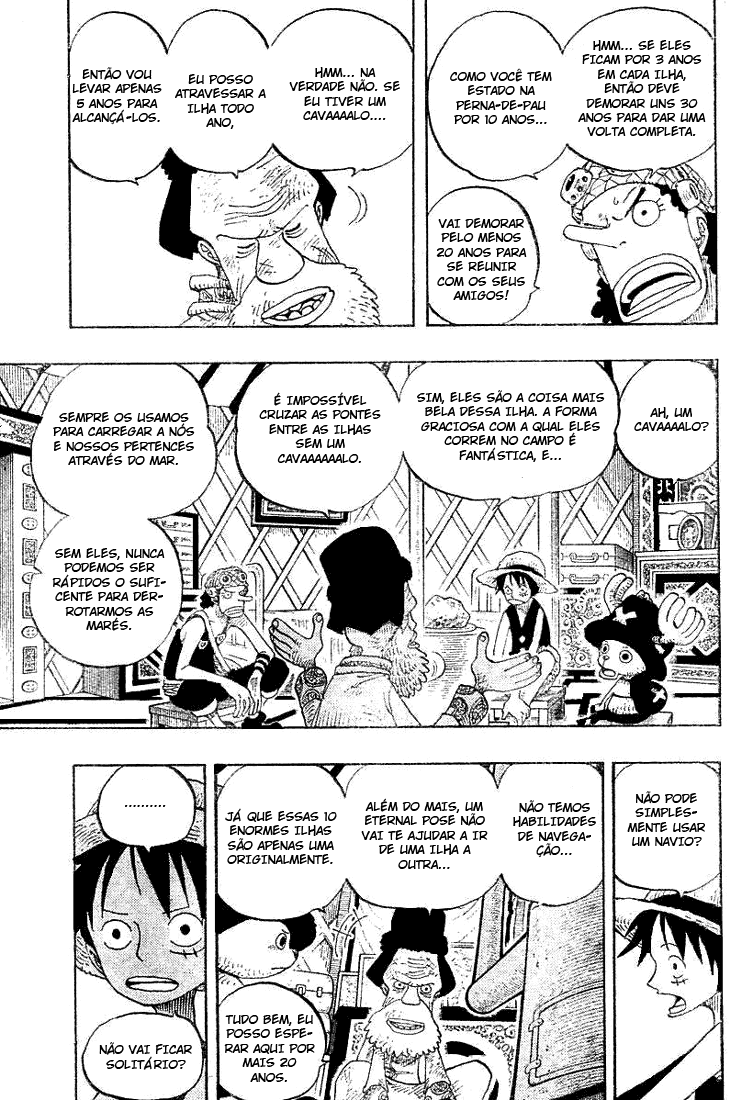 HMM... SE ELES
FICAM POR 3 ANOS
EM CADA ILHA,
ENTÃO DEVE
DEMORAR UNS 30
ANOS PARA DAR UMA
VOLTA COMPLETA.
COMO VOCÊ TEM
ESTADO NA
PERNA-DE-PAU
POR 10 ANOS...
VAI DEMORAR
PELO MENOS
20 ANOS PARA
SE REUNIR
COM OS SEUS
AMIGOS!
HMM... NA
VERDADE NÃO. SE
EU TIVER UM
CAVAAAALO....
EU POSSO
ATRAVESSAR A
ILHA TODO
ANO,
ENTÃO VOU
LEVAR APENAS
5 ANOS PARA
ALCANÇÁ-LOS.
AH, UM
CAVAAAALO?
SIM, ELES SÃO A COISA MAIS
BELA DESSA ILHA. A FORMA
GRACIOSA COM A QUAL ELES
CORREM NO CAMPO É
FANTÁSTICA, E...
É IMPOSSÍVEL
CRUZAR AS PONTES
ENTRE AS ILHAS
SEM UM
CAVAAAAAALO.
SEMPRE OS USAMOS
PARA CARREGAR A NÓS
E NOSSOS PERTENCES
ATRAVÉS DO MAR.
SEM ELES, NUNCA
PODEMOS SER
RÁPIDOS O SUFI-
CENTE PARA DER-
ROTARMOS AS
MARÉS.
NÃO PODE
SIMPLES-
MENTE USAR
UM NAVIO?
NÃO TEMOS
HABILIDADES
DE NAVEGA-
ÇÃO...
ALÉM DO MAIS, UM
ETERNAL POSE NÃO
VAI TE AJUDAR A IR
DE UMA ILHA A
OUTRA...
JÁ QUE ESSAS 10
ENORMES ILHAS
SÃO APENAS UMA
ORIGINALMENTE.
TUDO BEM, EU
POSSO ESPE-
RAR AQUI POR
MAIS 20
ANOS.
..........
NÃO VAI FICAR
SOLITÁRIO?